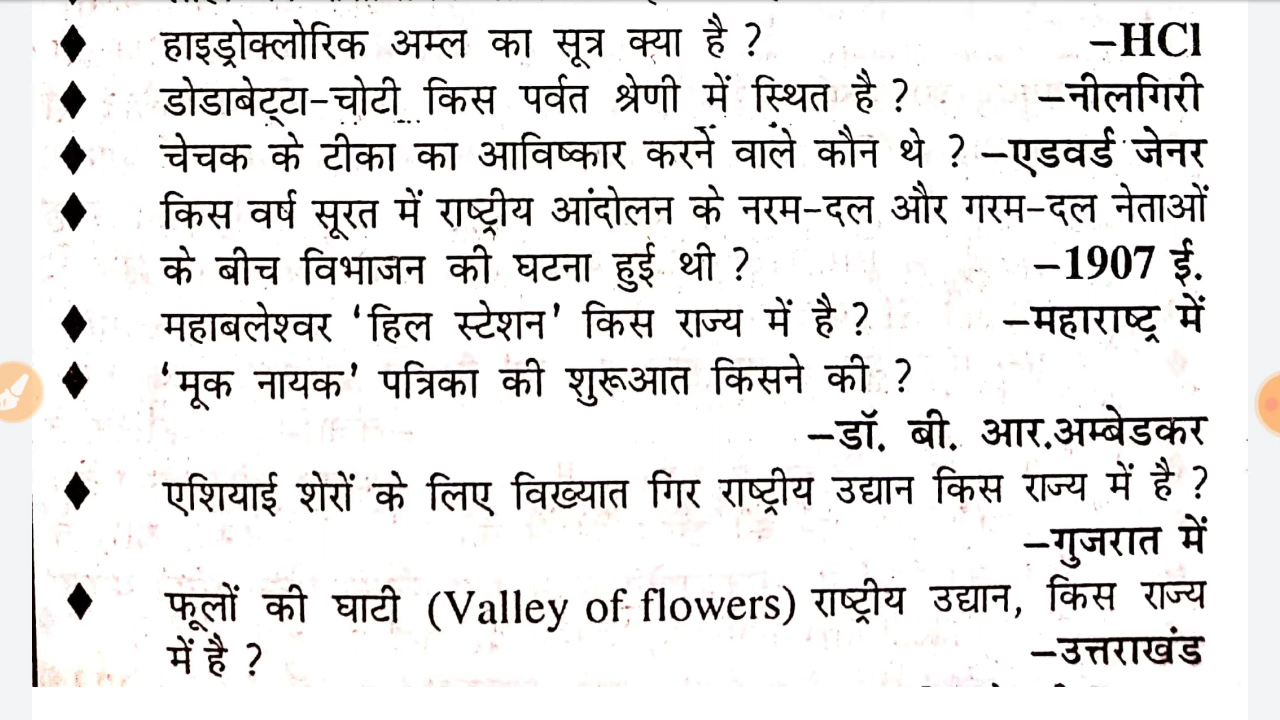 ♦ हाइड्रोक्लोरिक अम्ल का सूत्र क्या है ? –HCl
♦ डोडाबेट्टा-चोटी किस पर्वत श्रेणी में स्थित है ? –नीलगिरी
♦ चेचक के टीका का आविष्कार करनें वाले कौन थे ? –एडवर्ड जेनर
♦ किस वर्ष सूरत में राष्ट्रीय आंदोलन के नरम-दल और गरम-दल नेताओं
के बीच विभाजन की घटना हुई थी ? –1907 ई.
♦ महाबलेश्वर ‘हिल स्टेशन’ किस राज्य में है ? –महाराष्ट्र में
♦ ‘मूक नायक’ पत्रिका की शुरूआत किसने की ?
–डॉ. बी. आर.अम्बेडकर
♦ एशियाई शेरों के लिए विख्यात गिर राष्ट्रीय उद्यान किस राज्य में है ?
–गुजरात में
♦ फूलों की घाटी (Valley of flowers) राष्ट्रीय उद्यान, किस राज्य
में है ? –उत्तराखंड